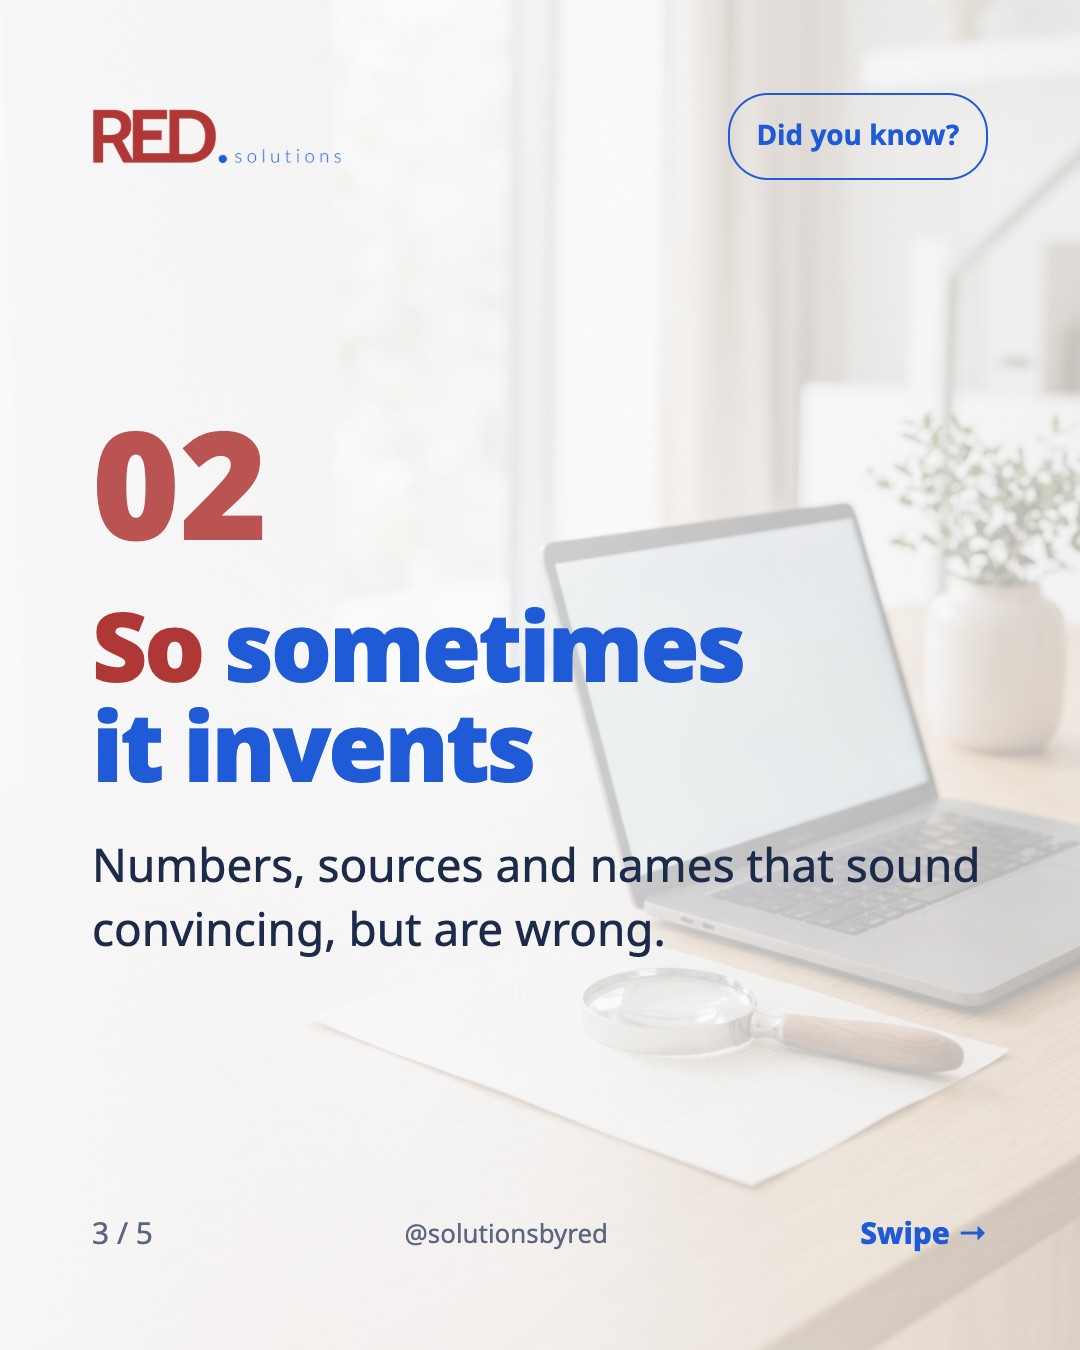 RED.solutions
Did you know?
02
So sometimes
it invents
Numbers, sources and names that sound
convincing, but are wrong.
3 / 5
@solutionsbyred
Swipe →